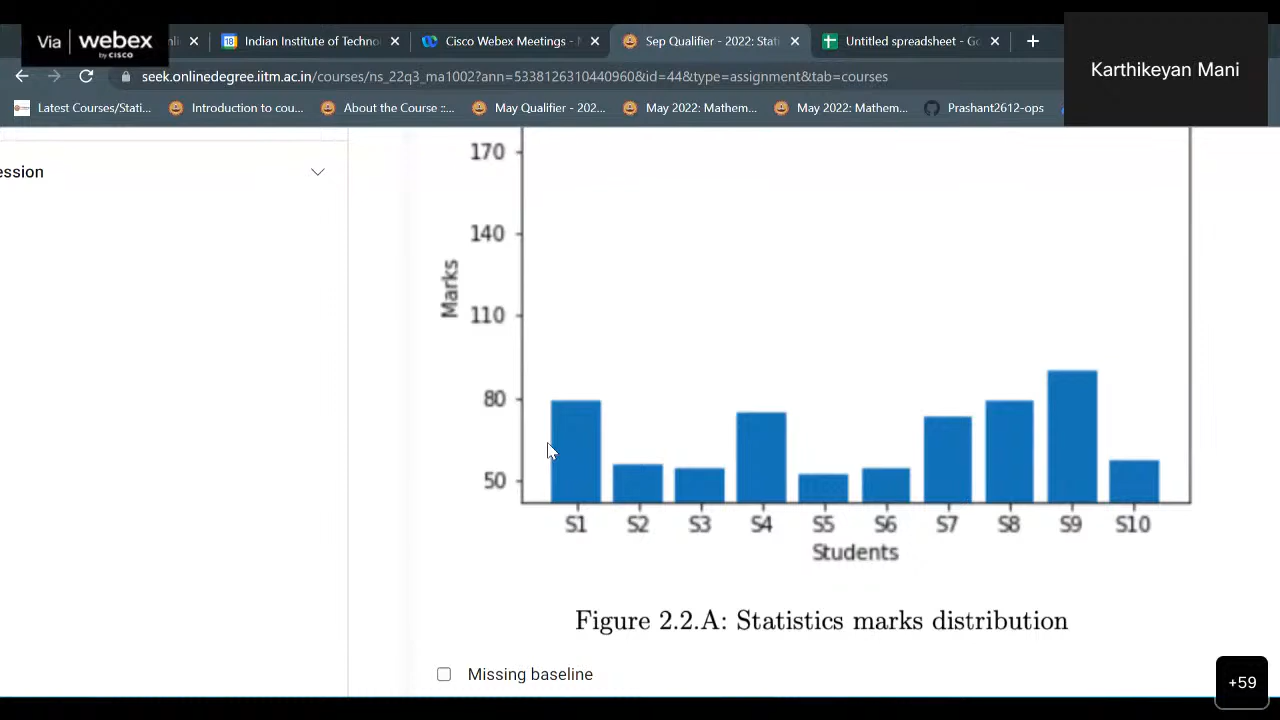 Via webex by CISCO
Indian Institute of Techno
Cisco Webex Meetings - N
Sep Qualifier - 2022: Stati
Untitled spreadsheet - Go
Karthikeyan Mani
seek.onlinedegree.iitm.ac.in/courses/ns_22q3_ma1002?ann=5338126310440960&id=44&type=assignment&tab=courses
Latest Courses/Stati...
Introduction to cou...
About the Course ::...
May Qualifier - 202...
May 2022: Mathem...
May 2022: Mathem...
Prashant2612-ops
ession
170
140
110
80
50
Marks
S1 S2 S3 S4 S5 S6 S7 S8 S9 S10
Students
Figure 2.2.A: Statistics marks distribution
Missing baseline
+59